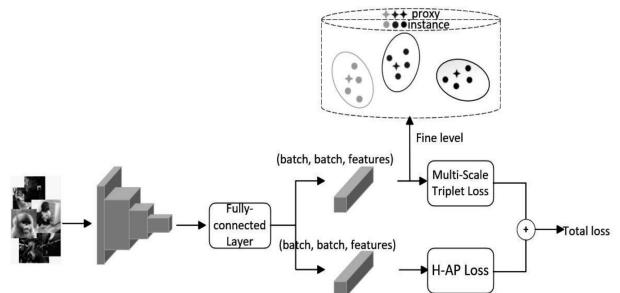 proxy
instance
Fine level
(batch, batch, features)
Multi-Scale
Triplet Loss
Fully-
connected
Layer
+
Total loss
(batch, batch, features)
H-AP Loss